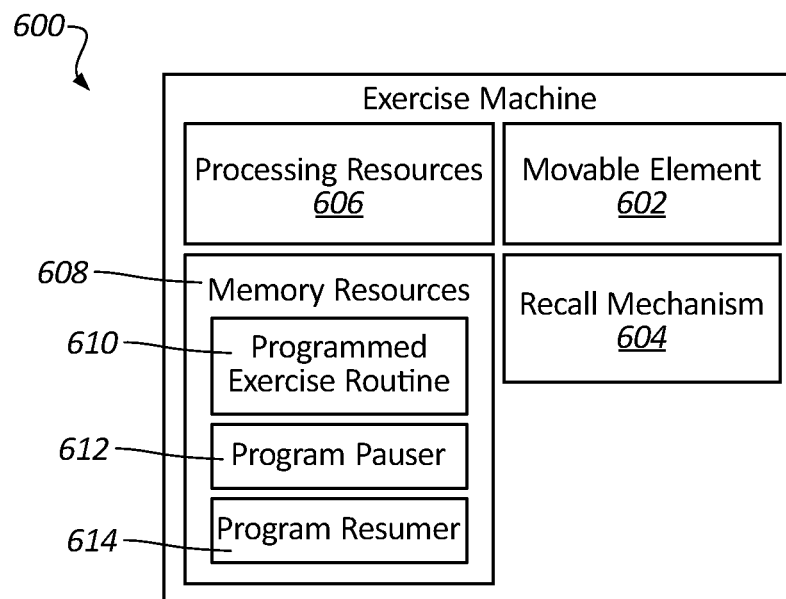 600
Exercise Machine
Processing Resources
606
Movable Element
602
608
Memory Resources
Recall Mechanism
604
610
Programmed
Exercise Routine
612
Program Pauser
614
Program Resumer